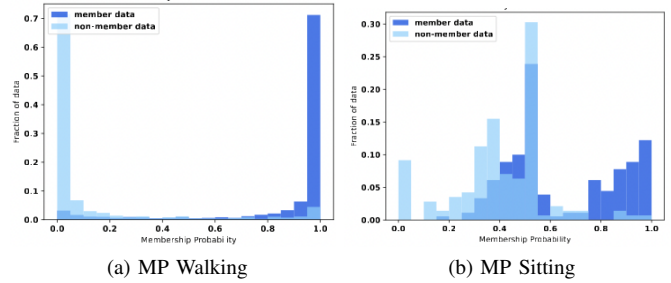 member data
non-member data
0.7
0.6
0.5
0.4
0.3
0.2
0.1
0.0
Fraction of data
0.0
0.2
0.4
0.6
0.8
1.0
Membership Probability
(a) MP Walking
member data
non-member data
0.30
0.25
0.20
0.15
0.10
0.05
0.00
Fraction of data
0.0
0.2
0.4
0.6
0.8
1.0
Membership Probability
(b) MP Sitting